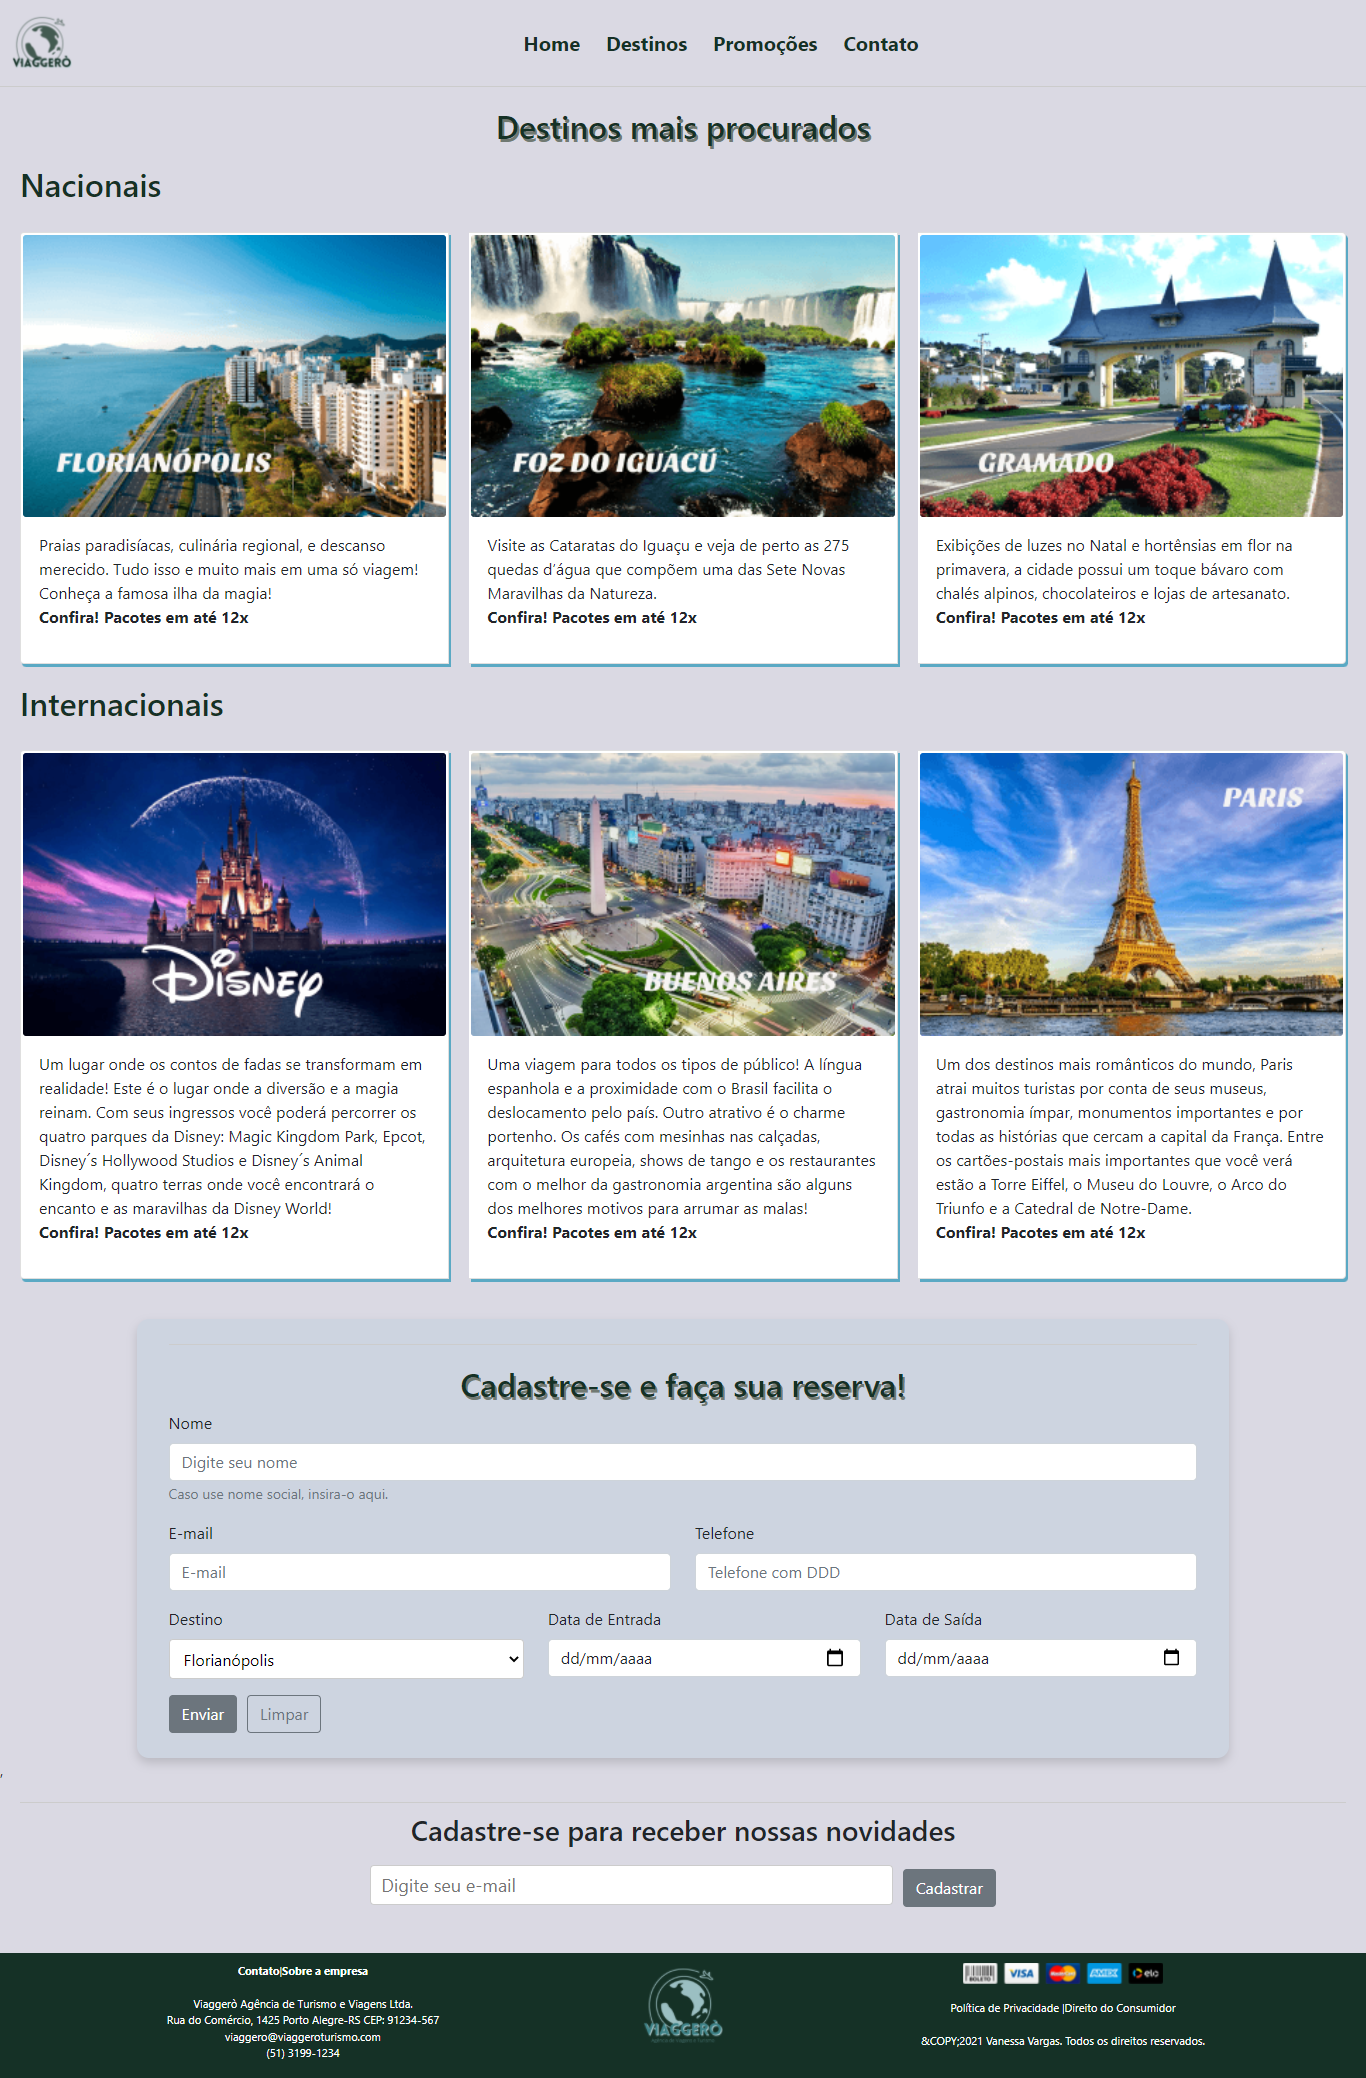 VIAGGERÒ
Home Destinos Promoções Contato
Destinos mais procurados
Nacionais
FLORIANÓPOLIS
FOZ DO IGUAÇÚ
GRAMADO
Praias paradisíacas, culinária regional, e descanso
merecido. Tudo isso e muito mais em uma só viagem!
Conheça a famosa ilha da magia!
Confira! Pacotes em até 12x
Visite as Cataratas do Iguaçu e veja de perto as 275
quedas d’água que compõem uma das Sete Novas
Maravilhas da Natureza.
Confira! Pacotes em até 12x
Exibições de luzes no Natal e hortênsias em flor na
primavera, a cidade possui um toque bávaro com
chalés alpinos, chocolateiros e lojas de artesanato.
Confira! Pacotes em até 12x
Internacionais
Disney
BUENOS AIRES
PARIS
Um lugar onde os contos de fadas se transformam em
realidade! Este é o lugar onde a diversão e a magia
reinam. Com seus ingressos você poderá percorrer os
quatro parques da Disney: Magic Kingdom Park, Epcot,
Disney´s Hollywood Studios e Disney´s Animal
Kingdom, quatro terras onde você encontrará o
encanto e as maravilhas da Disney World!
Confira! Pacotes em até 12x
Uma viagem para todos os tipos de público! A língua
espanhola e a proximidade com o Brasil facilita o
deslocamento pelo país. Outro atrativo é o charme
portenho. Os cafés com mesinhas nas calçadas,
arquitetura europeia, shows de tango e os restaurantes
com o melhor da gastronomia argentina são alguns
dos melhores motivos para arrumar as malas!
Confira! Pacotes em até 12x
Um dos destinos mais românticos do mundo, Paris
atrai muitos turistas por conta de seus museus,
gastronomia ímpar, monumentos importantes e por
todas as histórias que cercam a capital da França. Entre
os cartões-postais mais importantes que você verá
estão a Torre Eiffel, o Museu do Louvre, o Arco do
Triunfo e a Catedral de Notre-Dame.
Confira! Pacotes em até 12x
Cadastre-se e faça sua reserva!
Nome
Digite seu nome
Caso use nome social, insira-o aqui.
E-mail Telefone
E-mail Telefone com DDD
Destino Data de Entrada Data de Saída
Florianópolis dd/mm/aaaa dd/mm/aaaa
Enviar Limpar
,
Cadastre-se para receber nossas novidades
Digite seu e-mail Cadastrar
Contato|Sobre a empresa
Viaggerò Agência de Turismo e Viagens Ltda.
Rua do Comércio, 1425 Porto Alegre-RS CEP: 91234-567
viaggero@viaggeroturismo.com
(51) 3199-1234
VIAGGERÒ
BOLETO VISA MasterCard AMEX elo
Política de Privacidade |Direito do Consumidor
&COPY;2021 Vanessa Vargas. Todos os direitos reservados.